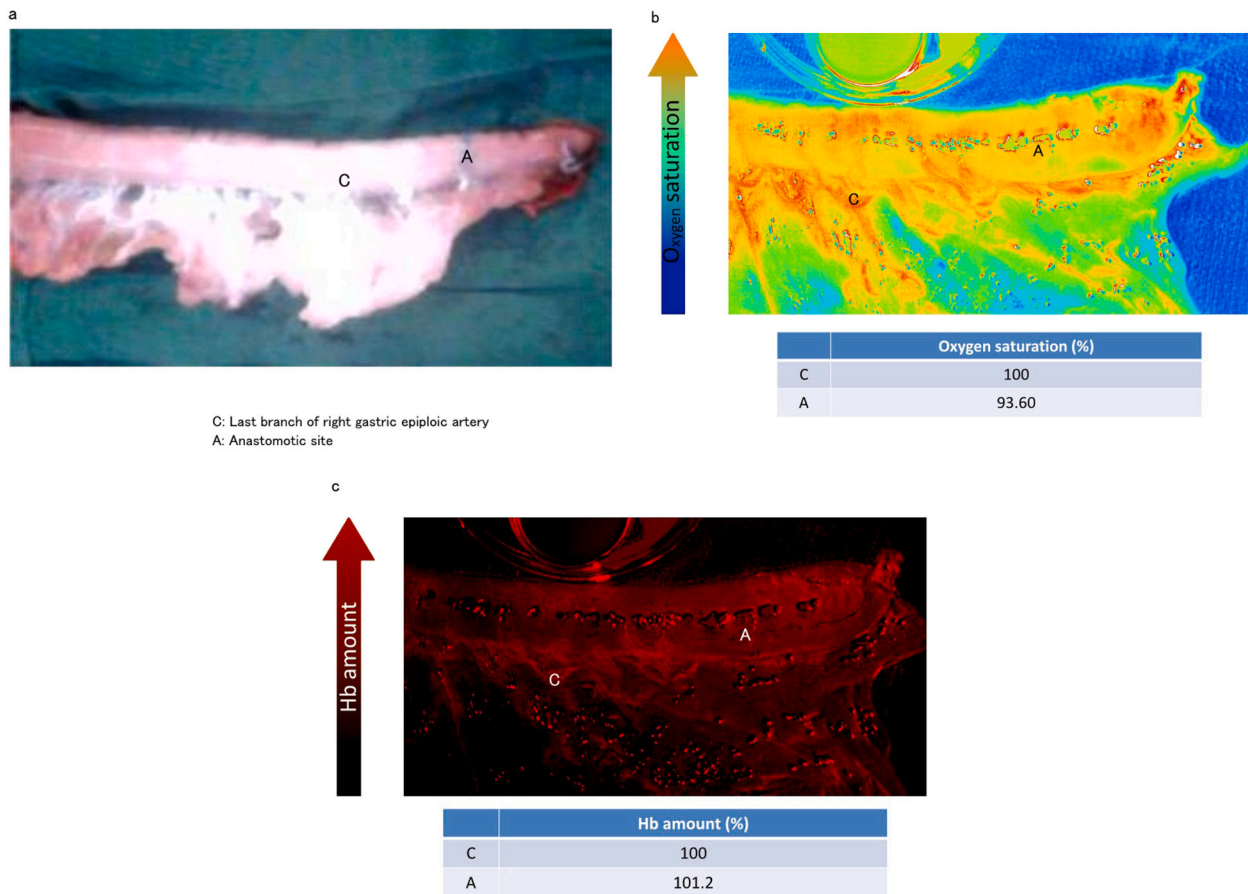 a
A
C
C: Last branch of right gastric epiploic artery
A: Anastomotic site
b
Oxygen saturation
A
C
Oxygen saturation (%)
C 100
A 93.60
c
Hb amount
A
C
Hb amount (%)
C 100
A 101.2